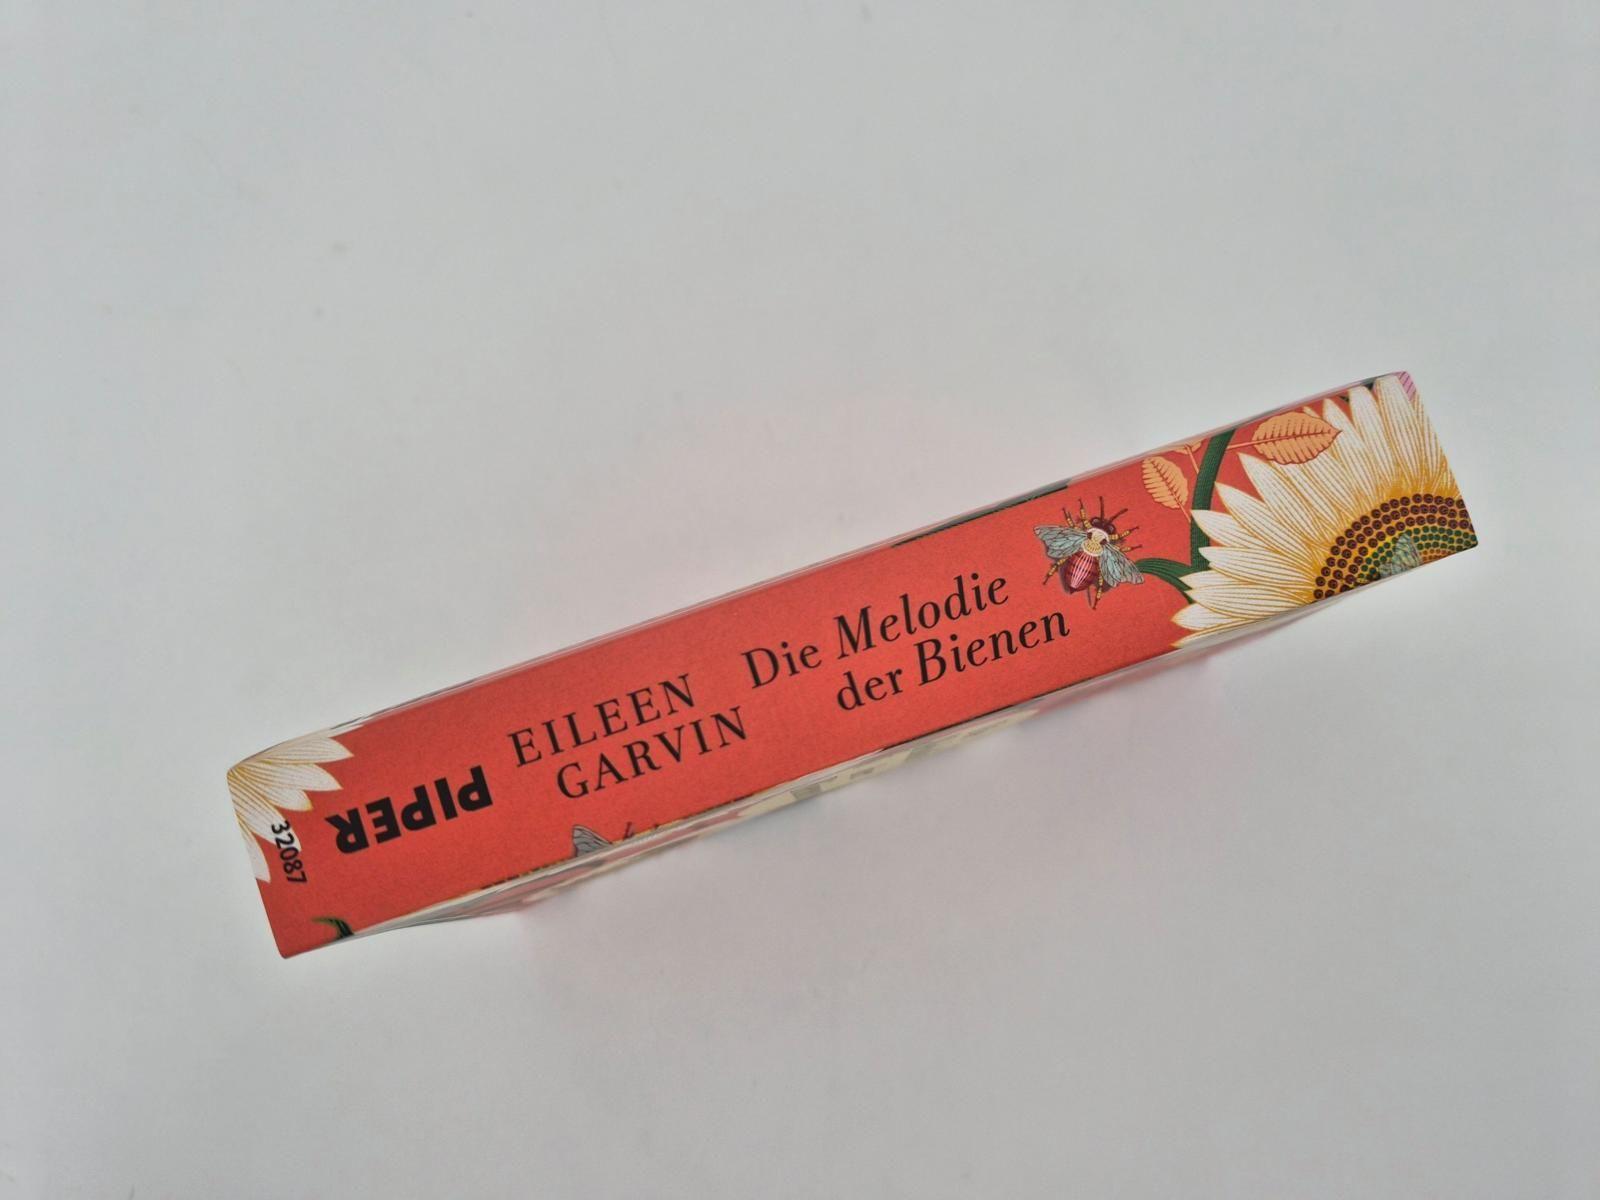 EILEEN
GARVIN
Die Melodie
der Bienen
PIPER
32087